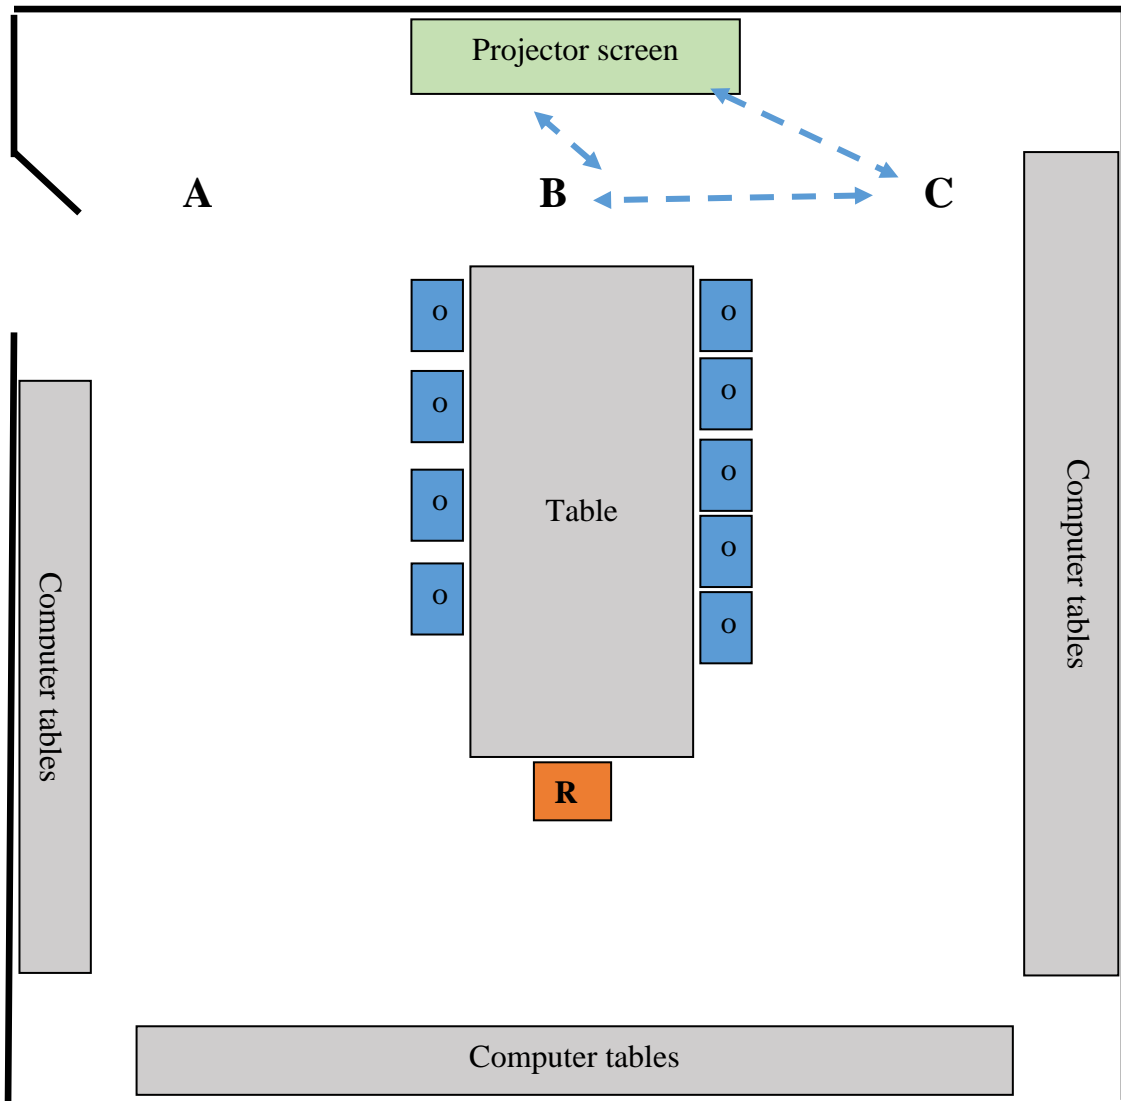 Projector screen
A B C
o o
o o
o o
Table
o o
o o
R
Computer tables
Computer tables
Computer tables